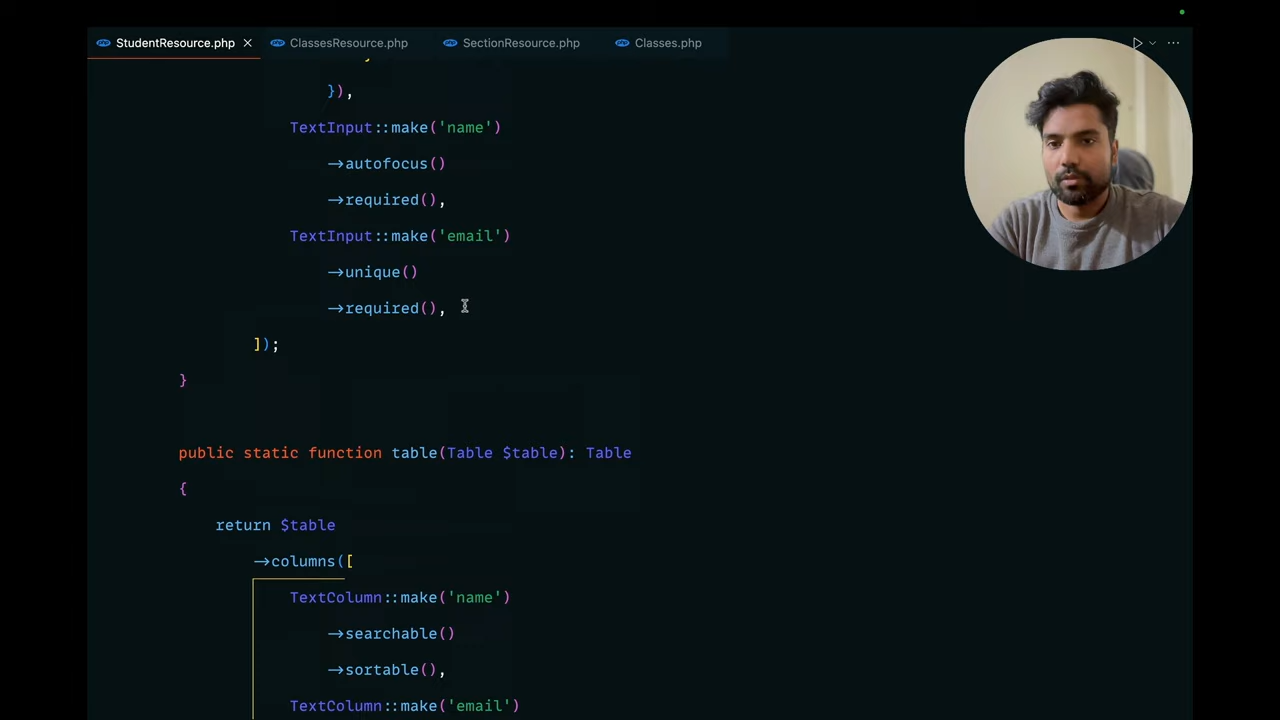 StudentResource.php
ClassesResource.php
SectionResource.php
Classes.php
}),
TextInput::make('name')
->autofocus()
->required(),
TextInput::make('email')
->unique()
->required(),
]);
}
public static function table(Table $table): Table
{
return $table
->columns([
TextColumn::make('name')
->searchable()
->sortable(),
TextColumn::make('email')